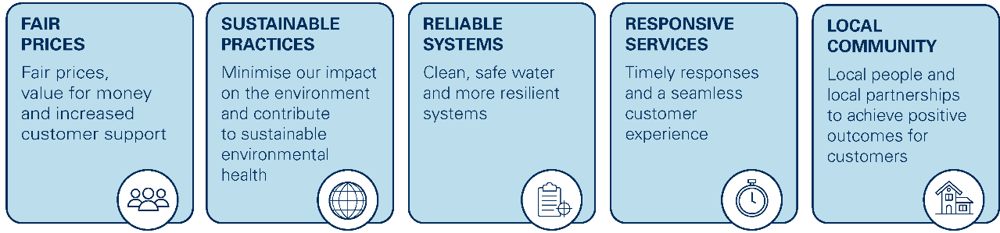 FAIR
PRICES
Fair prices,
value for money
and increased
customer support
SUSTAINABLE
PRACTICES
Minimise our impact
on the environment
and contribute
to sustainable
environmental
health
RELIABLE
SYSTEMS
Clean, safe water
and more resilient
systems
RESPONSIVE
SERVICES
Timely responses
and a seamless
customer
experience
LOCAL
COMMUNITY
Local people and
local partnerships
to achieve positive
outcomes for
customers